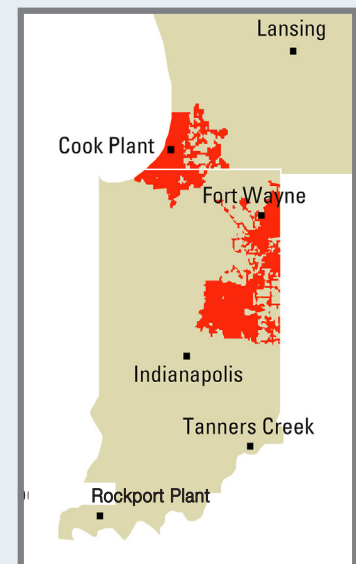 Lansing
Cook Plant
Fort Wayne
Indianapolis
Tanners Creek
Rockport Plant